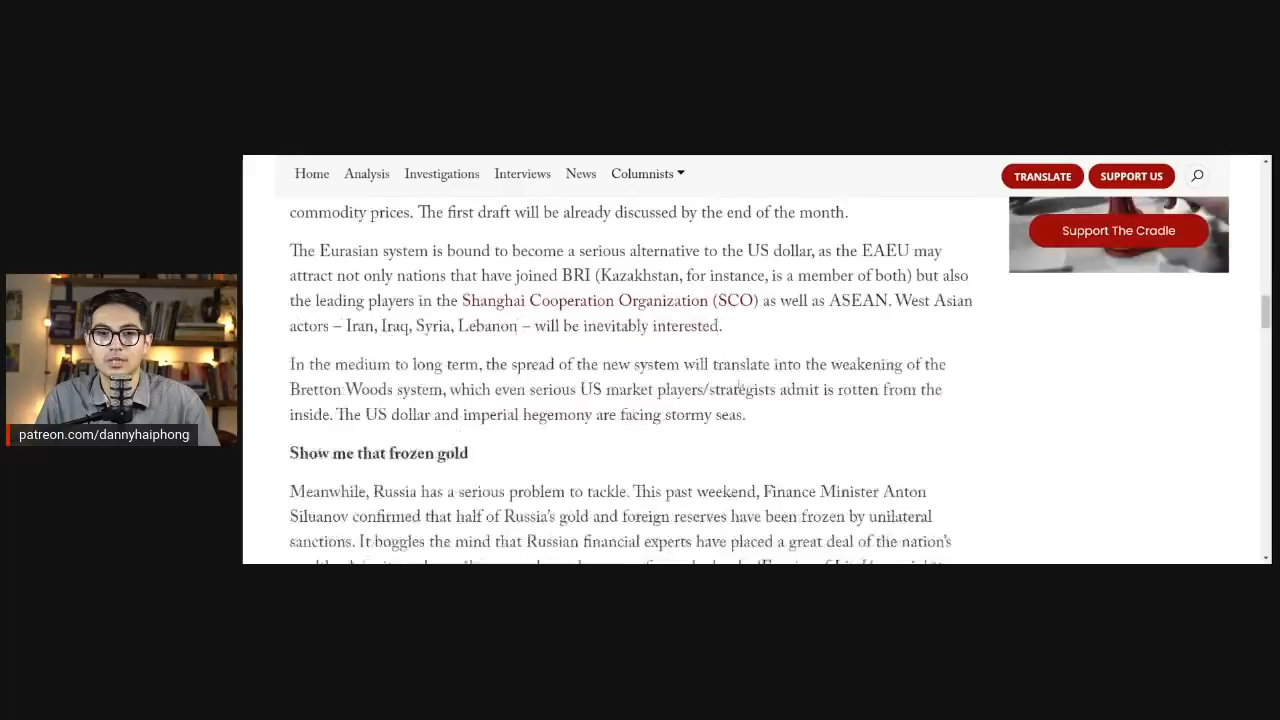 Home Analysis Investigations Interviews News Columnists
TRANSLATE SUPPORT US
commodity prices. The first draft will be already discussed by the end of the month.
Support The Cradle
The Eurasian system is bound to become a serious alternative to the US dollar, as the EAEU may
attract not only nations that have joined BRI (Kazakhstan, for instance, is a member of both) but also
the leading players in the Shanghai Cooperation Organization (SCO) as well as ASEAN. West Asian
actors – Iran, Iraq, Syria, Lebanon – will be inevitably interested.
In the medium to long term, the spread of the new system will translate into the weakening of the
Bretton Woods system, which even serious US market players/strategists admit is rotten from the
inside. The US dollar and imperial hegemony are facing stormy seas.
Show me that frozen gold
Meanwhile, Russia has a serious problem to tackle. This past weekend, Finance Minister Anton
Siluanov confirmed that half of Russia's gold and foreign reserves have been frozen by unilateral
sanctions. It boggles the mind that Russian financial experts have placed a great deal of the nation's
patreon.com/dannyhaiphong